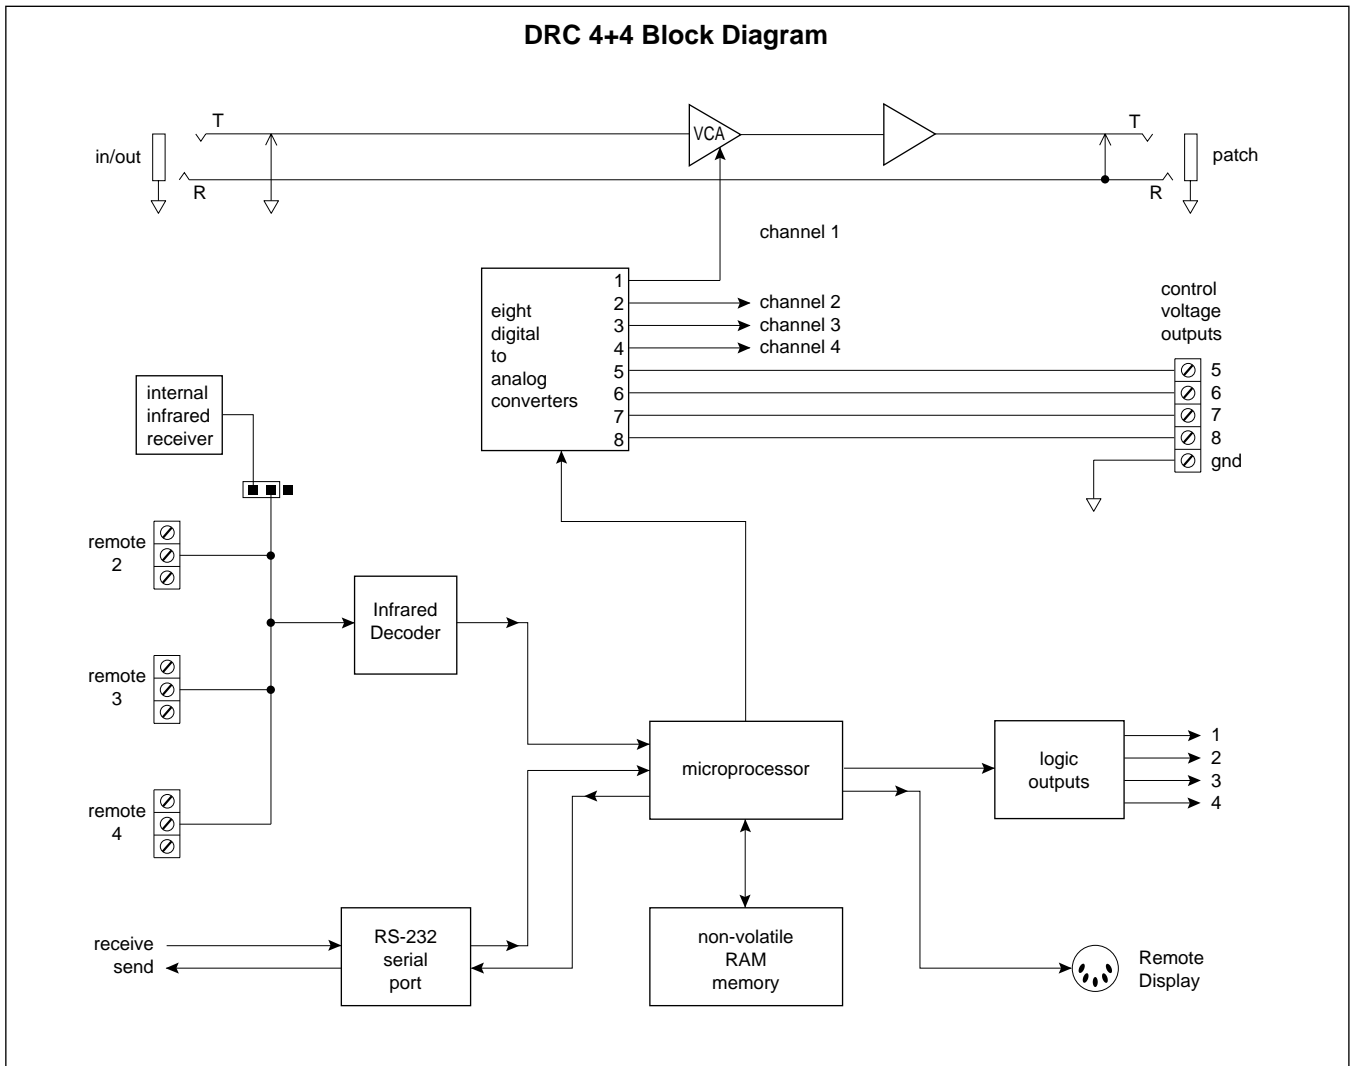 DRC 4+4 Block Diagram
T
VCA
T
in/out
patch
R
R
channel 1
1
2
3
4
5
6
7
8
eight
digital
to
analog
converters
channel 2
channel 3
channel 4
control
voltage
outputs
5
6
7
8
gnd
internal
infrared
receiver
remote
2
Infrared
Decoder
remote
3
microprocessor
logic
outputs
1
2
3
4
remote
4
receive
send
RS-232
serial
port
non-volatile
RAM
memory
Remote
Display